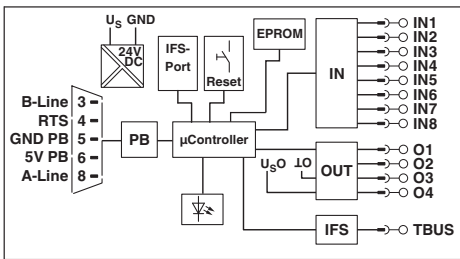 US GND
24V
DC
IFS-
Port
Reset
EPROM
IN
IN1
IN2
IN3
IN4
IN5
IN6
IN7
IN8
B-Line 3
RTS 4
GND PB 5
5V PB 6
A-Line 8
PB
µController
USO
OT
OUT
O1
O2
O3
O4
IFS
TBUS